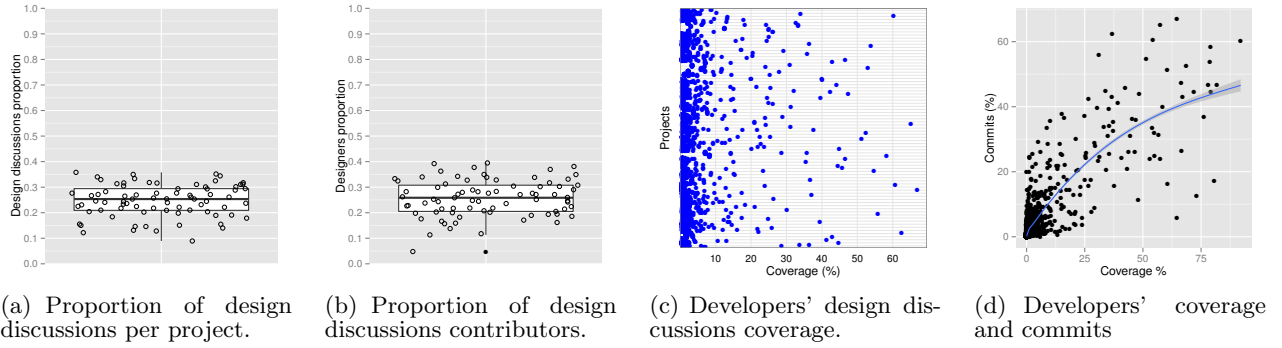 Design discussions proportion
1.0
0.9
0.8
0.7
0.6
0.5
0.4
0.3
0.2
0.1
0.0
Designers proportion
1.0
0.9
0.8
0.7
0.6
0.5
0.4
0.3
0.2
0.1
0.0
Projects
10 20 30 40 50 60
Coverage (%)
Commits (%)
60
40
20
0
0 25 50 75
Coverage %
(a) Proportion of design
discussions per project.
(b) Proportion of design
discussions contributors.
(c) Developers' design dis-
cussions coverage.
(d) Developers' coverage
and commits